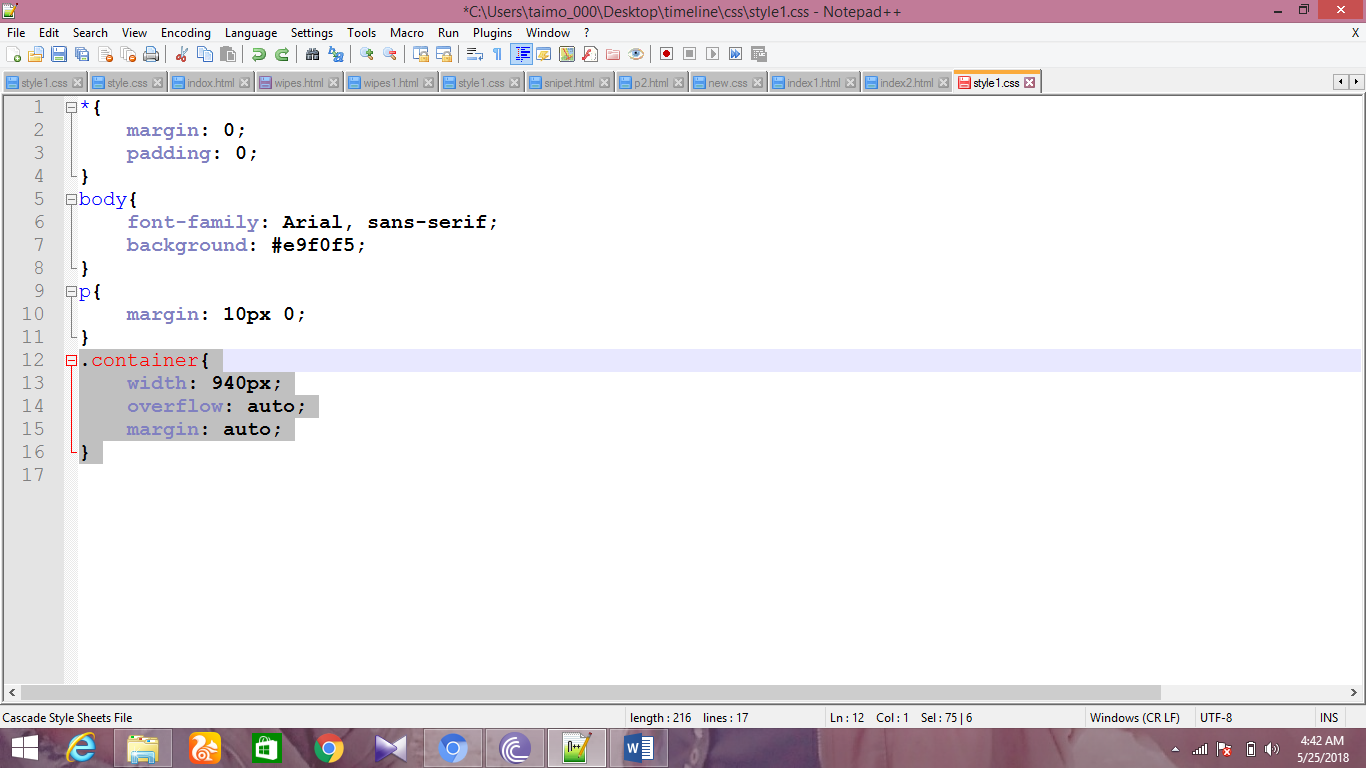 *C:\Users\taimo_000\Desktop\timeline\css\style1.css - Notepad++
File Edit Search View Encoding Language Settings Tools Macro Run Plugins Window ? X
style1.css style.css indox.html wipes.html wipes1.html style1.css snipet.html p2.html new.css index1.html index2.html style1.css
1 *{
2 margin: 0;
3 padding: 0;
4 }
5 body{
6 font-family: Arial, sans-serif;
7 background: #e9f0f5;
8 }
9 p{
10 margin: 10px 0;
11 }
12 .container{
13 width: 940px;
14 overflow: auto;
15 margin: auto;
16 }
17
Cascade Style Sheets File length : 216 lines : 17 Ln : 12 Col : 1 Sel : 75 | 6 Windows (CR LF) UTF-8 INS
4:42 AM
5/25/2018